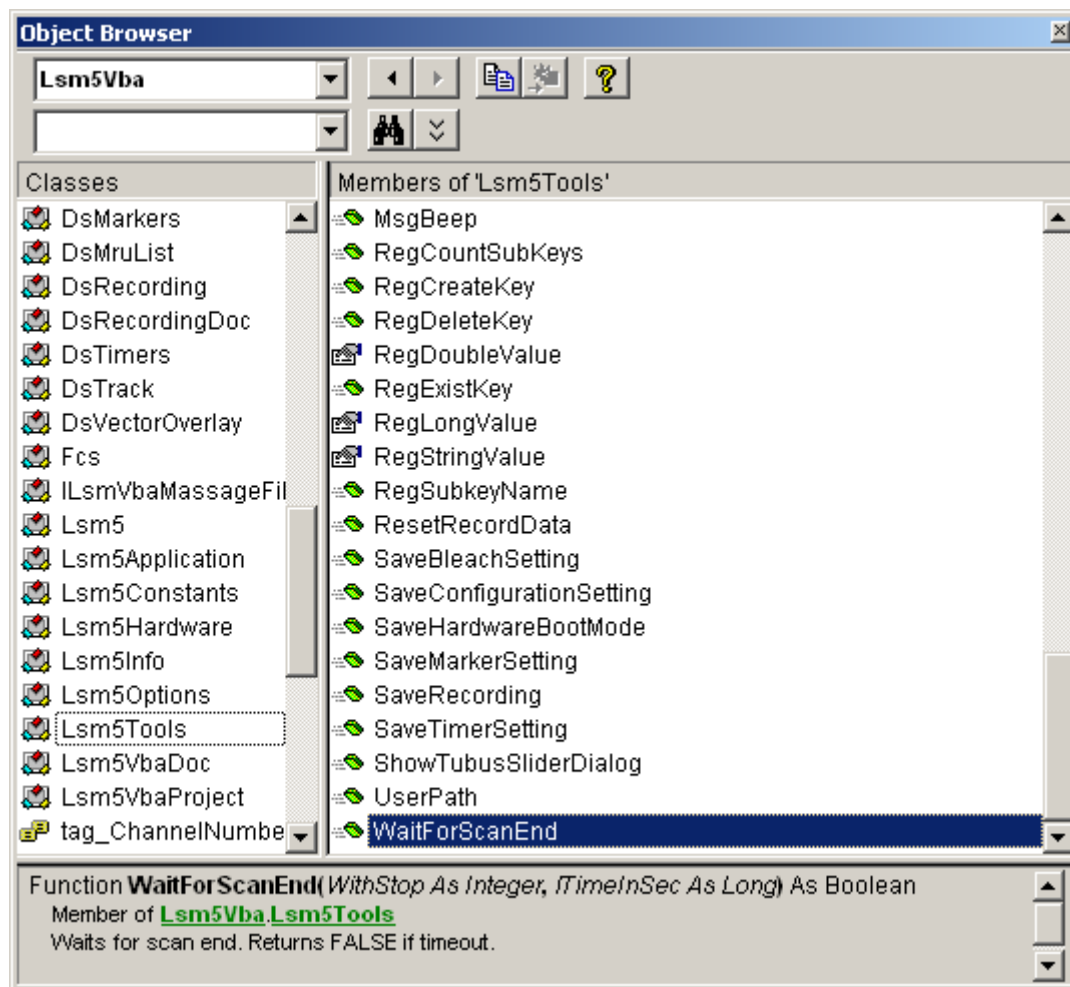 Object Browser
Lsm5Vba
Classes
Members of 'Lsm5Tools'
DsMarkers
DsMruList
DsRecording
DsRecordingDoc
DsTimers
DsTrack
DsVectorOverlay
Fcs
ILsmVbaMassageFil
Lsm5
Lsm5Application
Lsm5Constants
Lsm5Hardware
Lsm5Info
Lsm5Options
Lsm5Tools
Lsm5VbaDoc
Lsm5VbaProject
tag_ChannelNumbe
MsgBeep
RegCountSubKeys
RegCreateKey
RegDeleteKey
RegDoubleValue
RegExistKey
RegLongValue
RegStringValue
RegSubkeyName
ResetRecordData
SaveBleachSetting
SaveConfigurationSetting
SaveHardwareBootMode
SaveMarkerSetting
SaveRecording
SaveTimerSetting
ShowTubusSliderDialog
UserPath
WaitForScanEnd
Function WaitForScanEnd(WithStop As Integer, lTimeInSec As Long) As Boolean
Member of Lsm5Vba.Lsm5Tools
Waits for scan end. Returns FALSE if timeout.